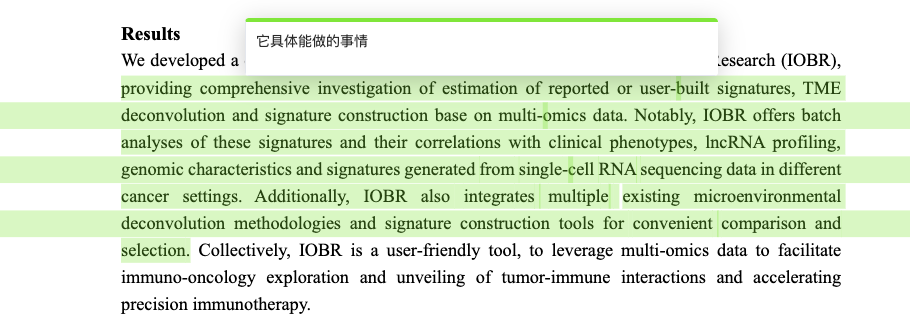 Results
它具体能做的事情
We developed a Research (IOBR),
providing comprehensive investigation of estimation of reported or user-built signatures, TME
deconvolution and signature construction base on multi-omics data. Notably, IOBR offers batch
analyses of these signatures and their correlations with clinical phenotypes, lncRNA profiling,
genomic characteristics and signatures generated from single-cell RNA sequencing data in different
cancer settings. Additionally, IOBR also integrates multiple existing microenvironmental
deconvolution methodologies and signature construction tools for convenient comparison and
selection. Collectively, IOBR is a user-friendly tool, to leverage multi-omics data to facilitate
immuno-oncology exploration and unveiling of tumor-immune interactions and accelerating
precision immunotherapy.